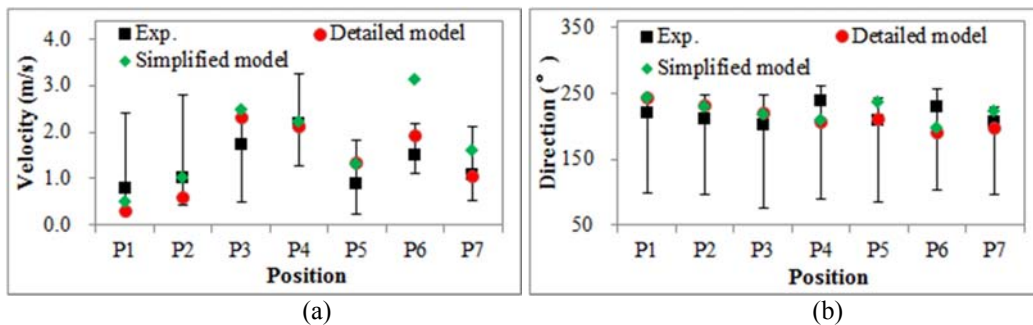 Exp.
Detailed model
Simplified model
Velocity (m/s)
4.0
3.0
2.0
1.0
0.0
P1 P2 P3 P4 P5 P6 P7
Position
(a)
Exp.
Detailed model
Simplified model
Direction (°)
350
250
150
50
P1 P2 P3 P4 P5 P6 P7
Position
(b)